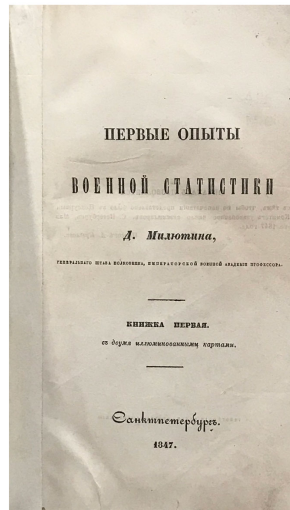 ПЕРВЫЕ ОПЫТЫ
ВОЕННОЙ СТАТИСТИКИ
Д. Милютина,
ГЕНЕРАЛЬНАГО ШТАБА ПОЛКОВНИКА, ИМПЕРАТОРСКОЙ ВОЕННОЙ АКАДЕМІИ ПРОФЕССОРА.
КНИЖКА ПЕРВАЯ.
съ двумя иллюминованными картами.
Санктпетербургъ.
1847.